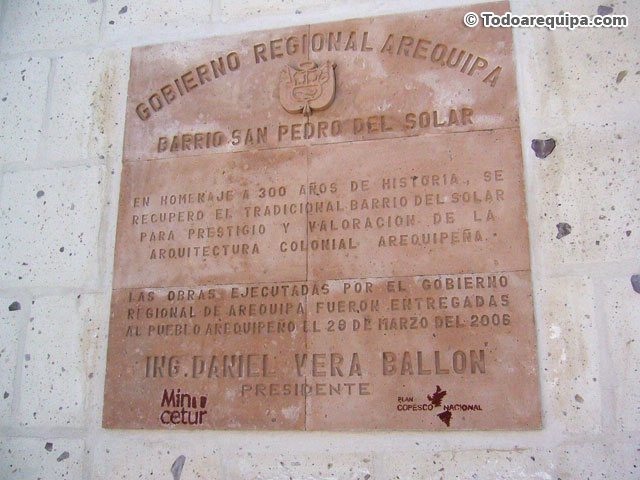 © Todoarequipa.com
GOBIERNO REGIONAL AREQUIPA
BARRIO SAN PEDRO DEL SOLAR
EN HOMENAJE A 300 AÑOS DE HISTORIA., SE
RECUPERO EL TRADICIONAL BARRIO DEL SOLAR
PARA PRESTIGIO Y VALORACION DE LA
ARQUITECTURA COLONIAL AREQUIPEÑA.
LAS OBRAS EJECUTADAS POR EL GOBIERNO
REGIONAL DE AREQUIPA FUERON ENTREGADAS
AL PUEBLO AREQUIPEÑO EL 28 DE MARZO DEL 2006
ING. DANIEL VERA BALLON
PRESIDENTE
Min
cetur
PLAN
COPESCO NACIONAL